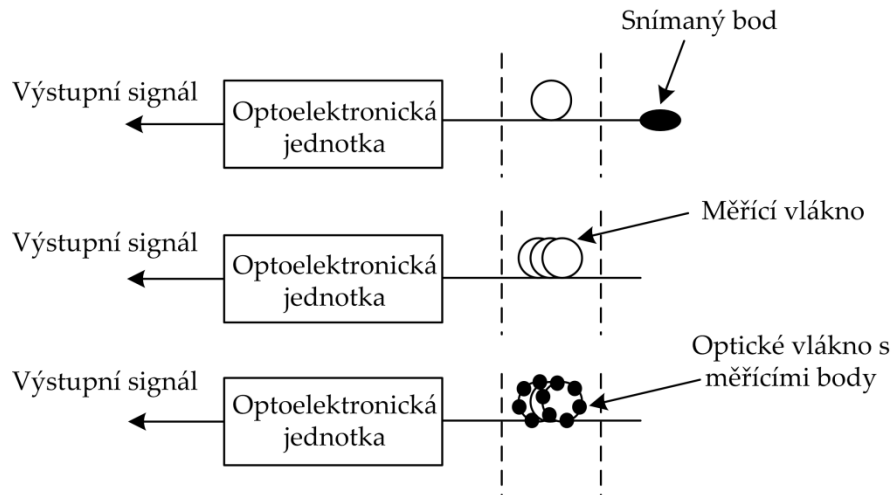 Snímaný bod
Výstupní signál
Optoelektronická
jednotka
Měřící vlákno
Výstupní signál
Optoelektronická
jednotka
Optické vlákno s
měřícími body
Výstupní signál
Optoelektronická
jednotka